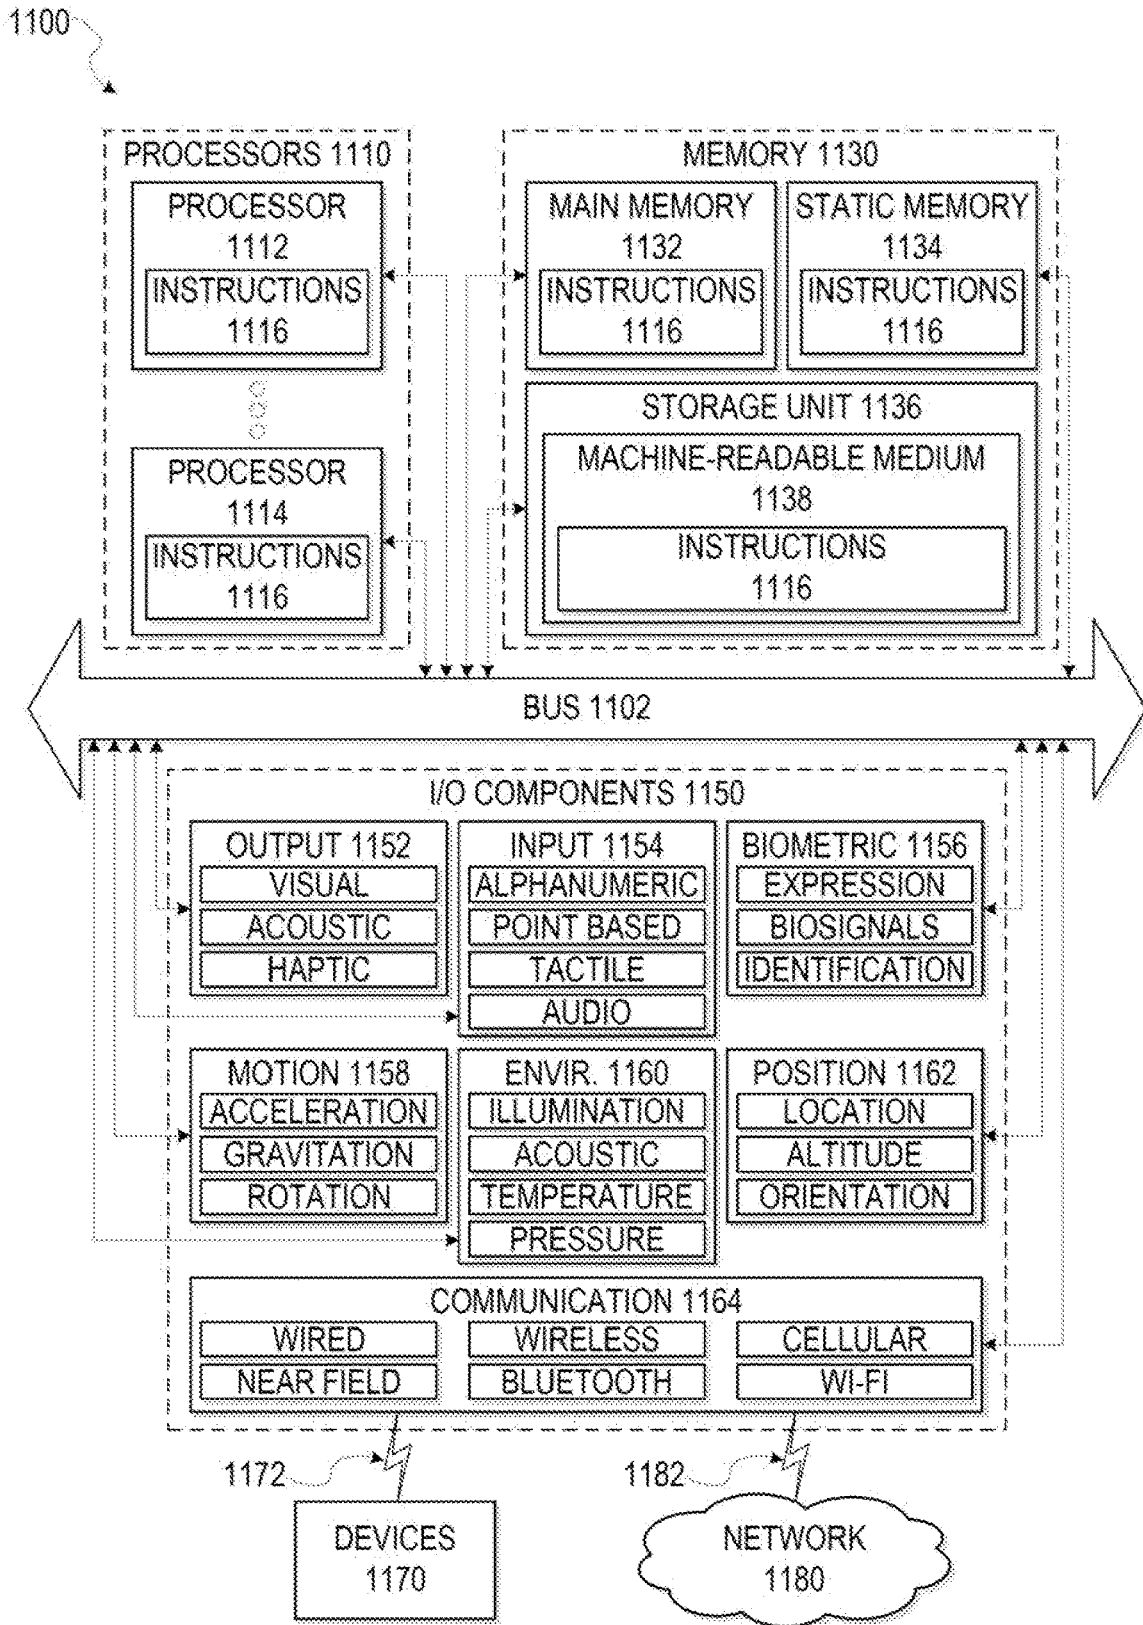 1100
PROCESSORS 1110
PROCESSOR
1112
INSTRUCTIONS
1116
PROCESSOR
1114
INSTRUCTIONS
1116
MEMORY 1130
MAIN MEMORY
1132
INSTRUCTIONS
1116
STATIC MEMORY
1134
INSTRUCTIONS
1116
STORAGE UNIT 1136
MACHINE-READABLE MEDIUM
1138
INSTRUCTIONS
1116
BUS 1102
I/O COMPONENTS 1150
OUTPUT 1152
VISUAL
ACOUSTIC
HAPTIC
INPUT 1154
ALPHANUMERIC
POINT BASED
TACTILE
AUDIO
BIOMETRIC 1156
EXPRESSION
BIOSIGNALS
IDENTIFICATION
MOTION 1158
ACCELERATION
GRAVITATION
ROTATION
ENVIR. 1160
ILLUMINATION
ACOUSTIC
TEMPERATURE
PRESSURE
POSITION 1162
LOCATION
ALTITUDE
ORIENTATION
COMMUNICATION 1164
WIRED
WIRELESS
CELLULAR
NEAR FIELD
BLUETOOTH
WI-FI
1172
1182
DEVICES
1170
NETWORK
1180